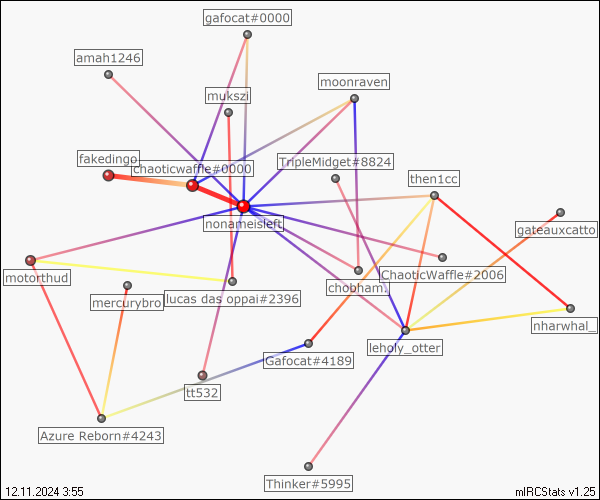 gafocat#0000
amah1246
moonraven
mukszi
fakedingo
chaoticwaffle#0000
TripleMidget#8824
then1cc
nonameisleft
gateauxcatto
motorthud
ChaoticWaffle#2006
mercurybro
lucas das oppai#2396
chobham.
nharwhal_
Gafocat#4189
leholy_otter
tt532
Azure Reborn#4243
Thinker#5995
12.11.2024 3:55
mIRCStats v1.25